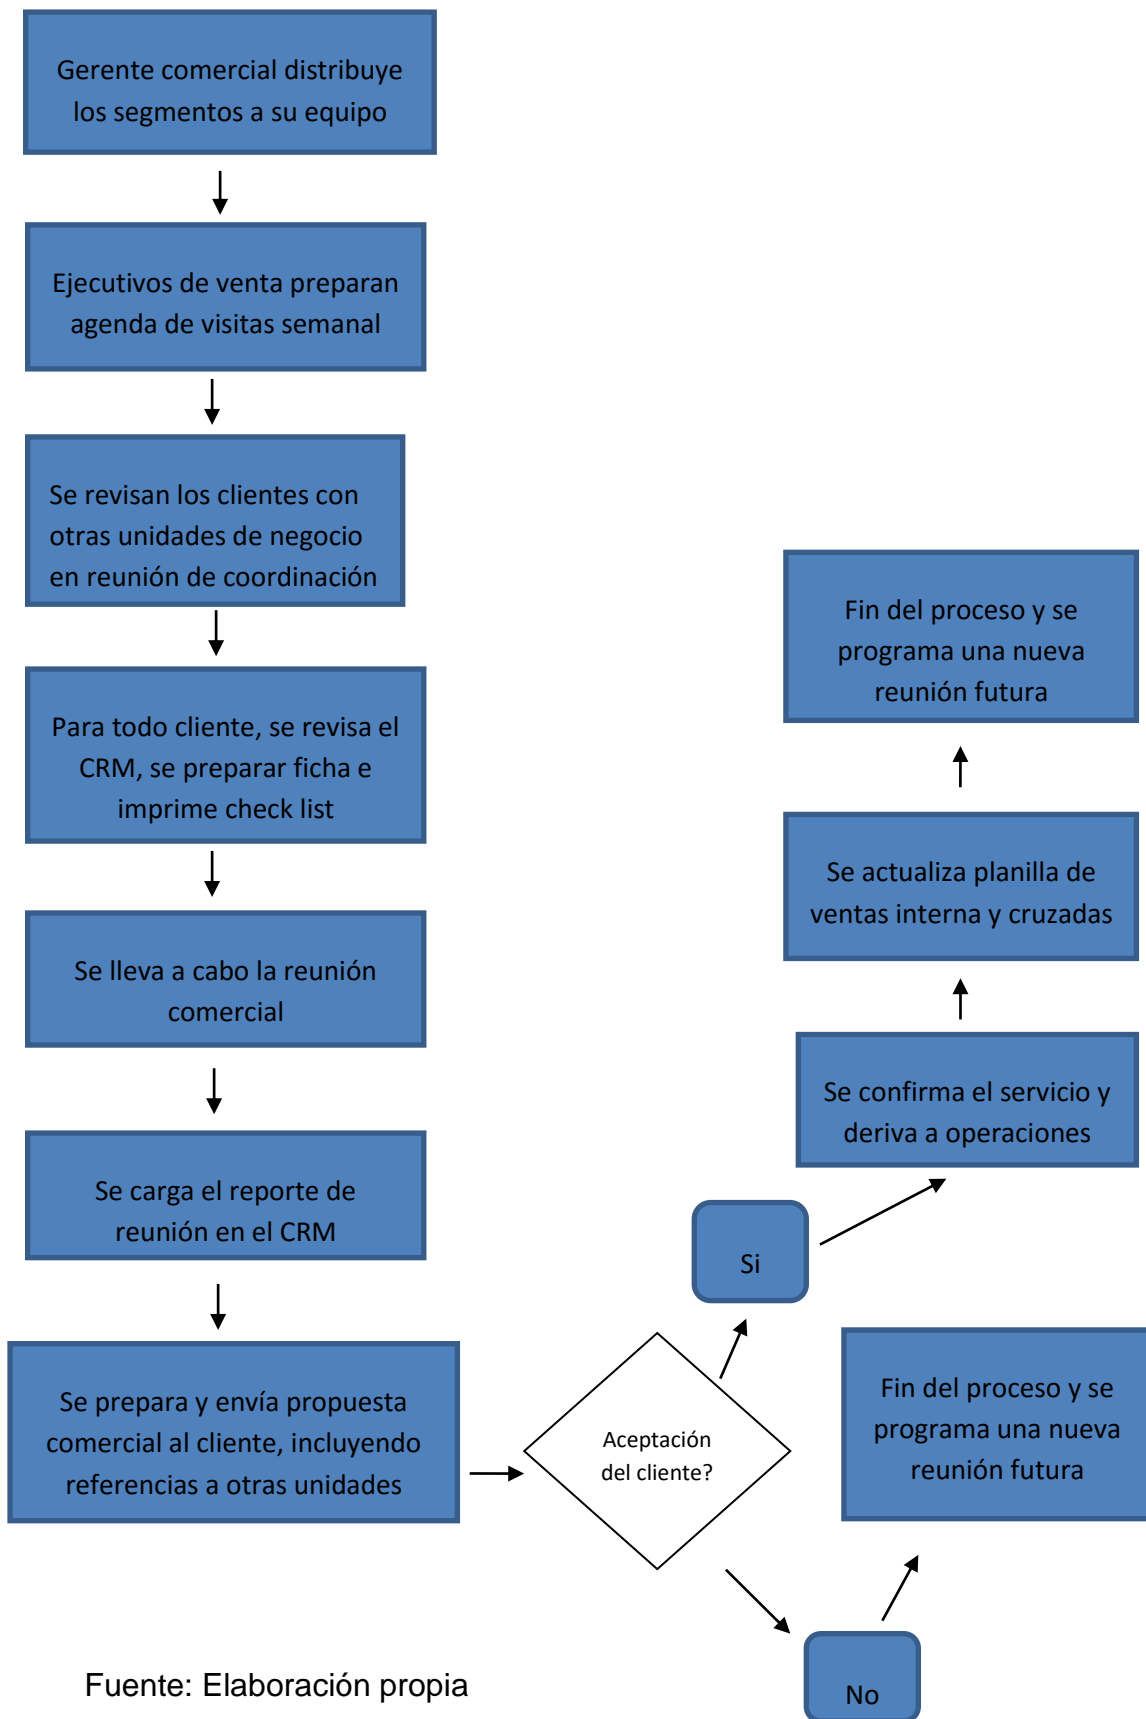 Gerente comercial distribuye
los segmentos a su equipo
Ejecutivos de venta preparan
agenda de visitas semanal
Se revisan los clientes con
otras unidades de negocio
en reunión de coordinación
Para todo cliente, se revisa el
CRM, se preparar ficha e
imprime check list
Se lleva a cabo la reunión
comercial
Se carga el reporte de
reunión en el CRM
Se prepara y envía propuesta
comercial al cliente, incluyendo
referencias a otras unidades
Aceptación
del cliente?
Si
Se confirma el servicio y
deriva a operaciones
Se actualiza planilla de
ventas interna y cruzadas
Fin del proceso y se
programa una nueva
reunión futura
No
Fin del proceso y se
programa una nueva
reunión futura
Fuente: Elaboración propia